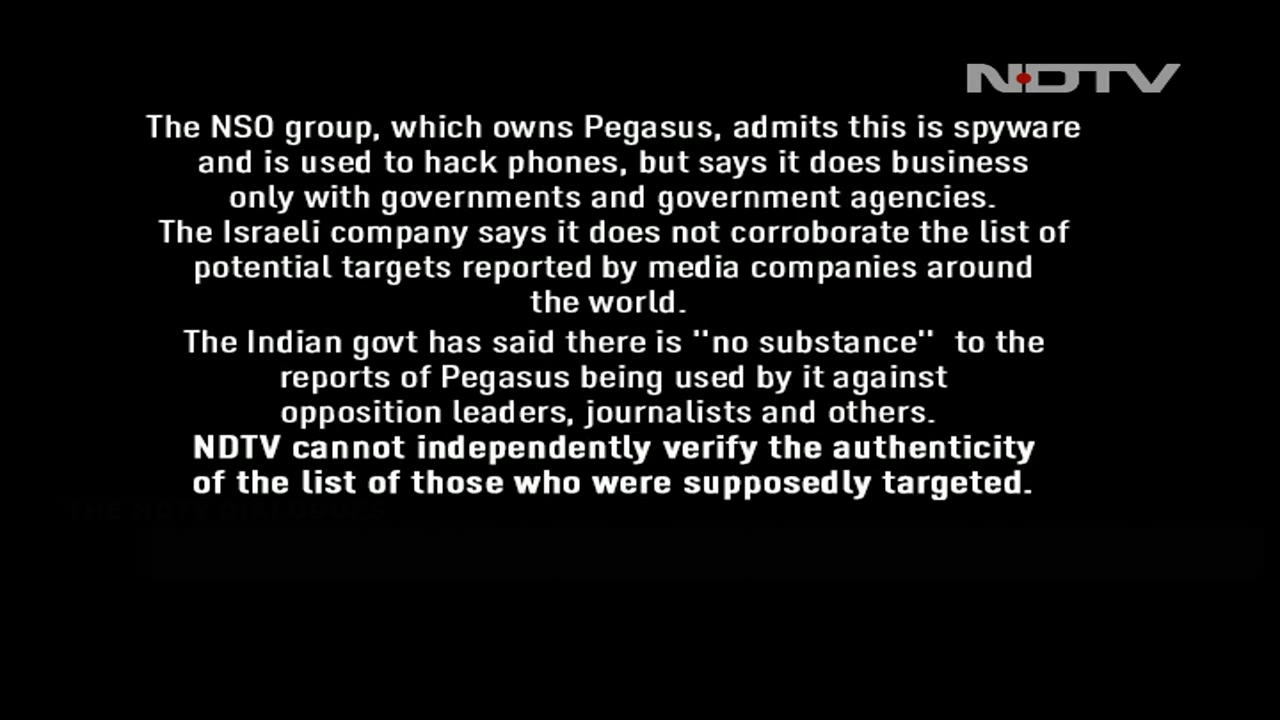 NDTV
The NSO group, which owns Pegasus, admits this is spyware
and is used to hack phones, but says it does business
only with governments and government agencies.
The Israeli company says it does not corroborate the list of
potential targets reported by media companies around
the world.
The Indian govt has said there is "no substance"  to the
reports of Pegasus being used by it against
opposition leaders, journalists and others.
NDTV cannot independently verify the authenticity
of the list of those who were supposedly targeted.
THE NDTV DIALOGUES